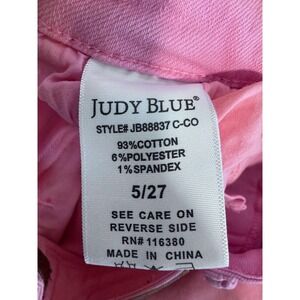 JUDY BLUE®
STYLE# JB88837 C-CO
93%COTTON
6%POLYESTER
1%SPANDEX
5/27
SEE CARE ON
REVERSE SIDE
RN# 116380
MADE IN CHINA